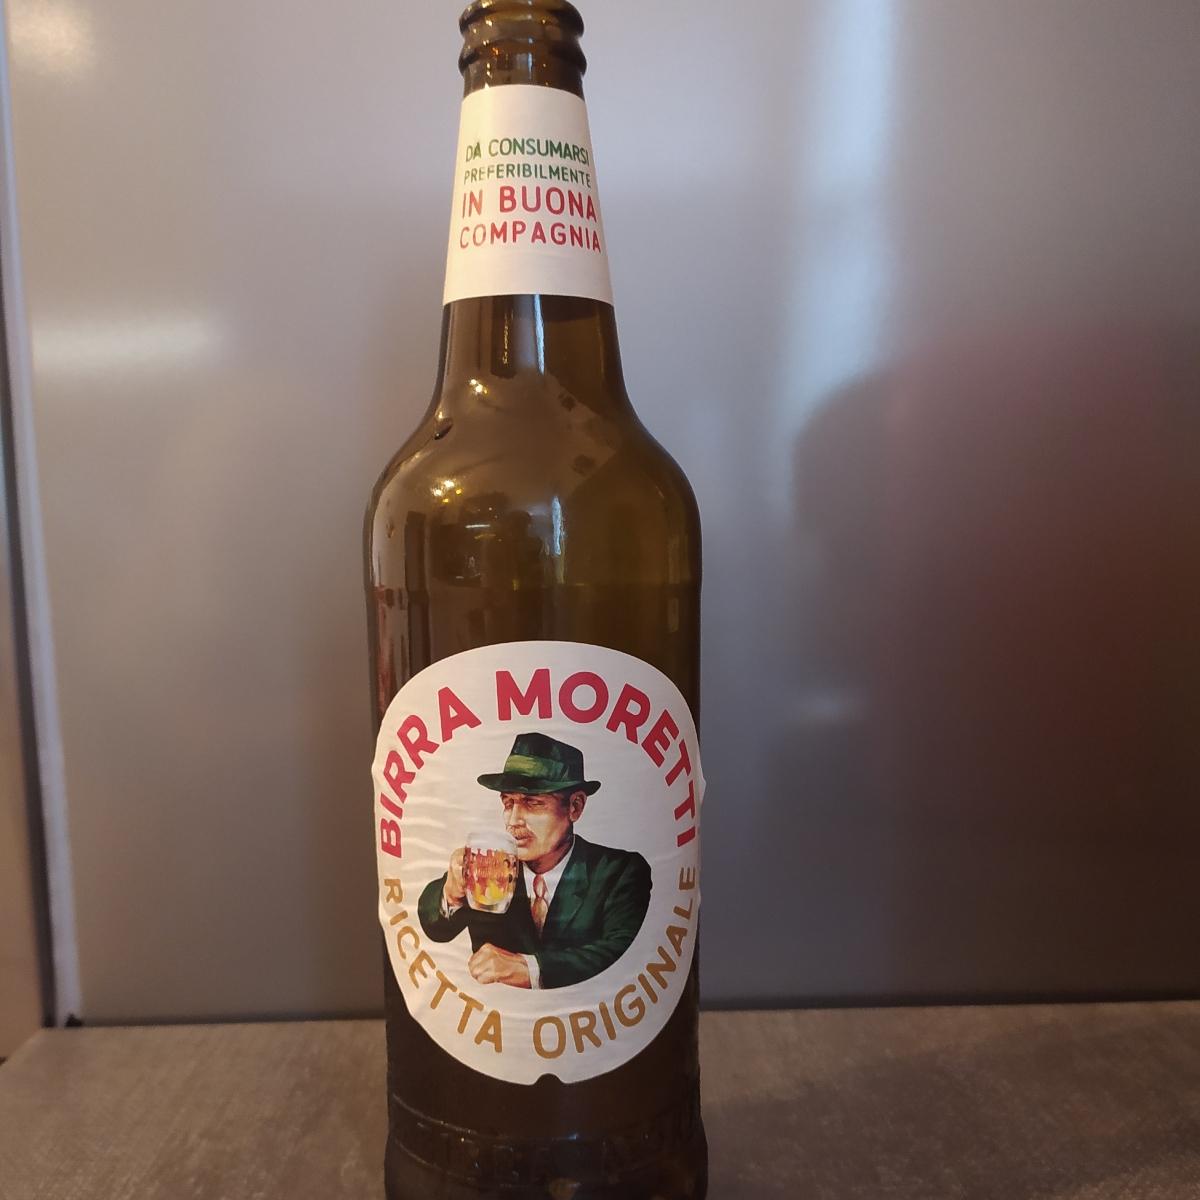 DA CONSUMARSI
PREFERIBILMENTE
IN BUONA
COMPAGNIA
BIRRA MORETTI
RICETTA ORIGINALE